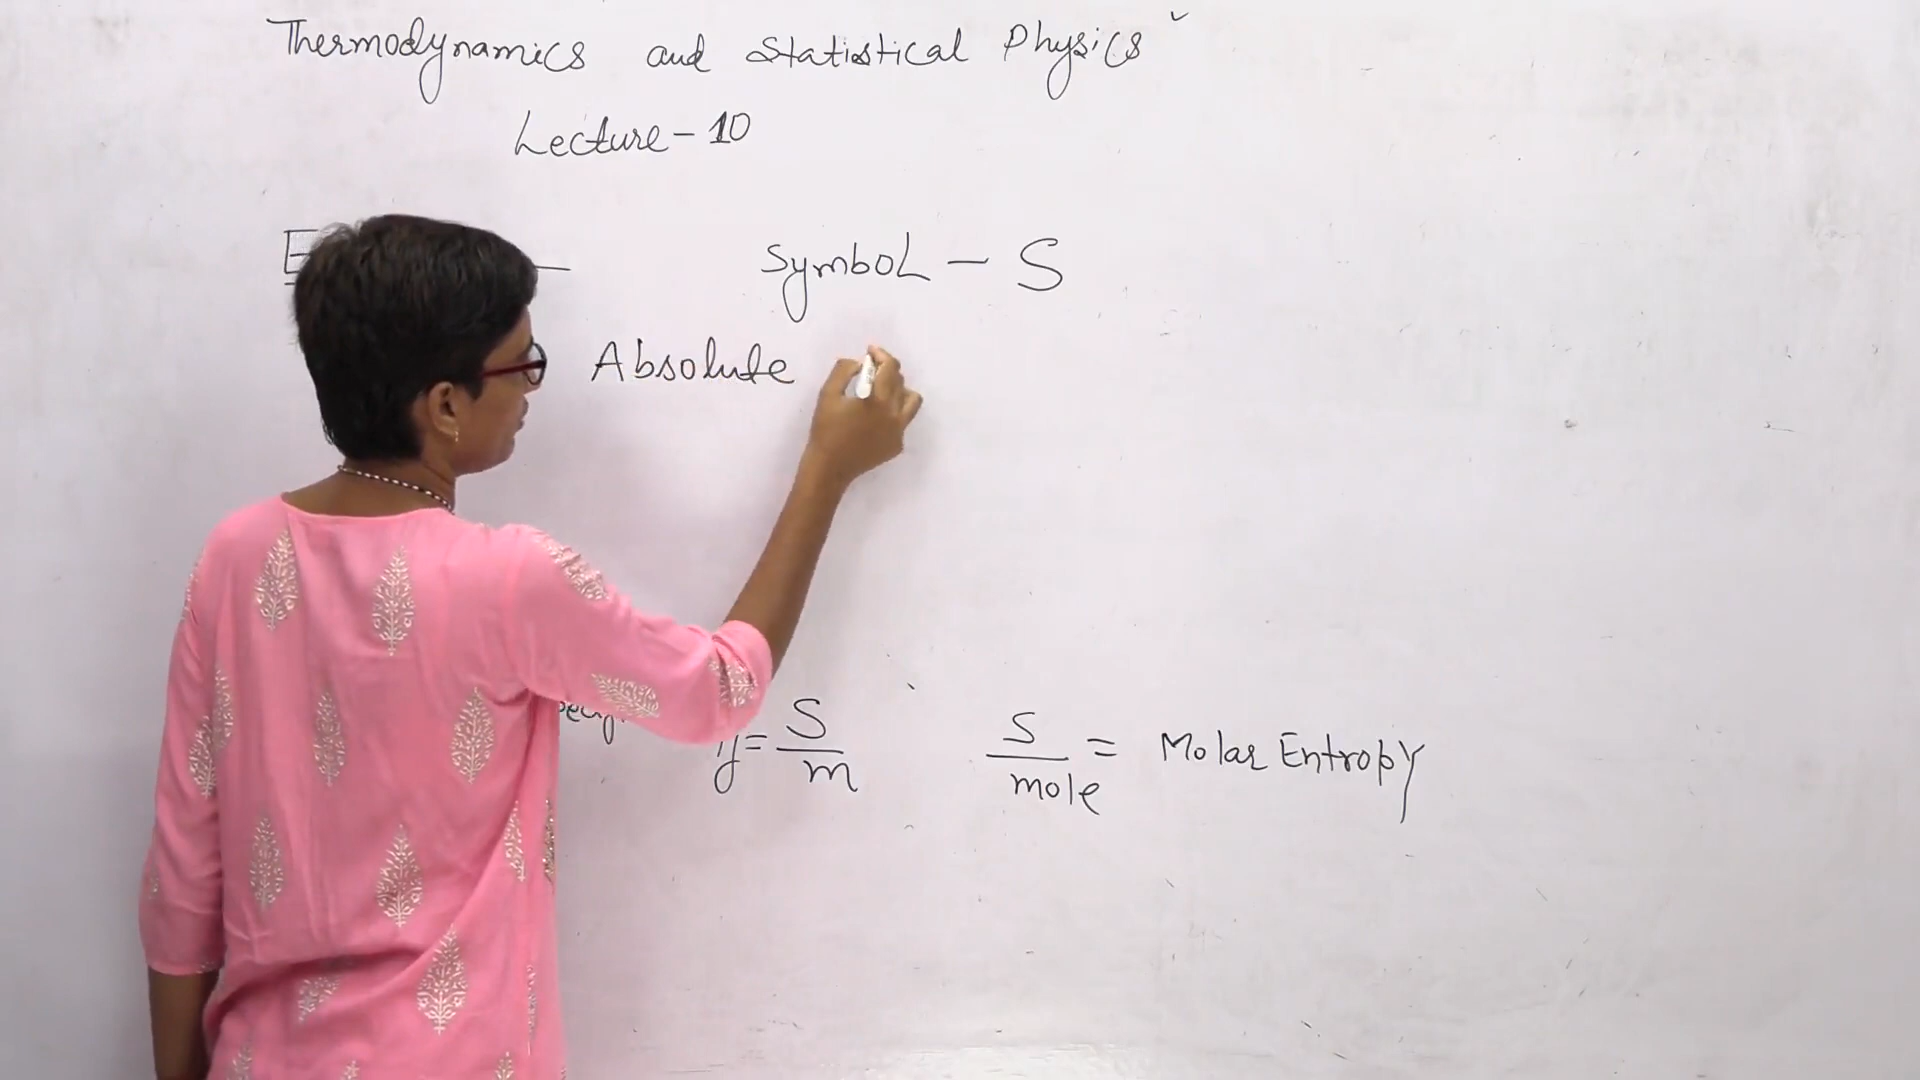 Thermodynamics and Statistical Physics
Lecture - 10
Symbol - S
Absolute
y = S/m
S/mole = Molar Entropy